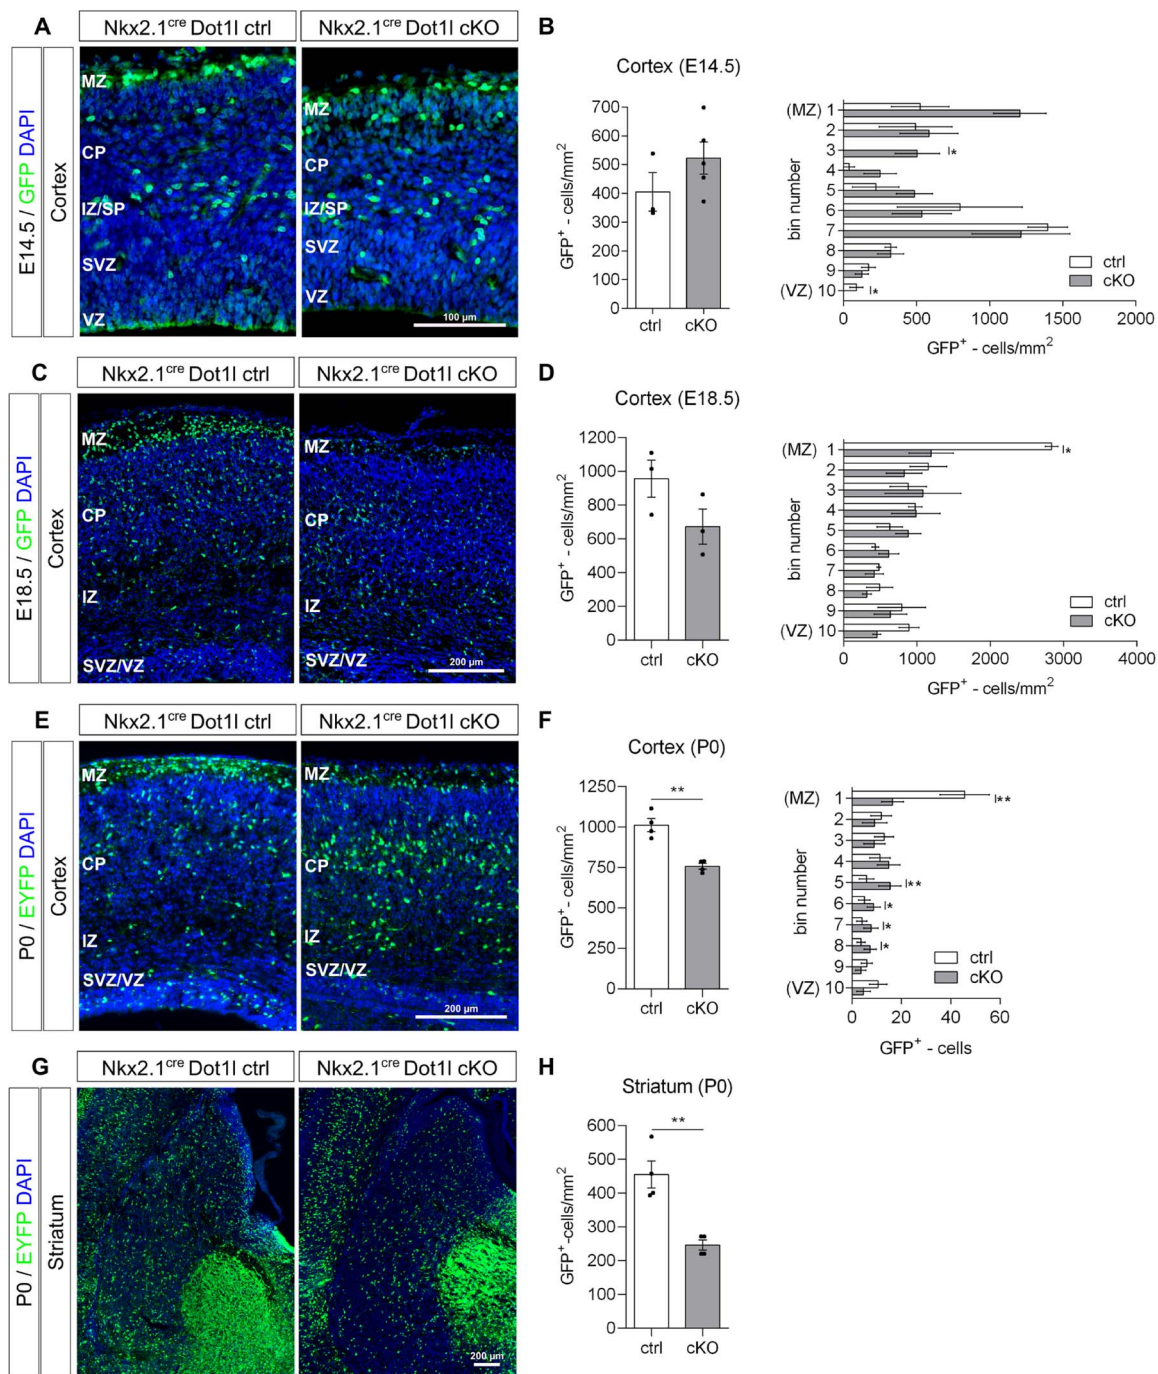 A
Nkx2.1cre Dot1l ctrl
Nkx2.1cre Dot1l cKO
E14.5 / GFP DAPI
Cortex
MZ
CP
IZ/SP
SVZ
VZ
MZ
CP
IZ/SP
SVZ
VZ
100 µm
B
Cortex (E14.5)
GFP+ - cells/mm2
700
600
500
400
300
200
100
0
ctrl
cKO
bin number
(MZ) 1
2
3
4
5
6
7
8
9
(VZ) 10
*
*
ctrl
cKO
0
500
1000
1500
2000
GFP+ - cells/mm2
C
Nkx2.1cre Dot1l ctrl
Nkx2.1cre Dot1l cKO
E18.5 / GFP DAPI
Cortex
MZ
CP
IZ
SVZ/VZ
MZ
CP
IZ
SVZ/VZ
200 µm
D
Cortex (E18.5)
GFP+ - cells/mm2
1200
1000
800
600
400
200
0
ctrl
cKO
bin number
(MZ) 1
2
3
4
5
6
7
8
9
(VZ) 10
*
ctrl
cKO
0
1000
2000
3000
4000
GFP+ - cells/mm2
E
Nkx2.1cre Dot1l ctrl
Nkx2.1cre Dot1l cKO
P0 / EYFP DAPI
Cortex
MZ
CP
IZ
SVZ/VZ
MZ
CP
IZ
SVZ/VZ
200 µm
F
Cortex (P0)
GFP+ - cells/mm2
1250
1000
750
500
250
0
**
ctrl
cKO
bin number
(MZ) 1
2
3
4
5
6
7
8
9
(VZ) 10
**
**
*
*
*
ctrl
cKO
0
20
40
60
GFP+ - cells
G
Nkx2.1cre Dot1l ctrl
Nkx2.1cre Dot1l cKO
P0 / EYFP DAPI
Striatum
200 µm
H
Striatum (P0)
GFP+-cells/mm2
600
500
400
300
200
100
0
**
ctrl
cKO